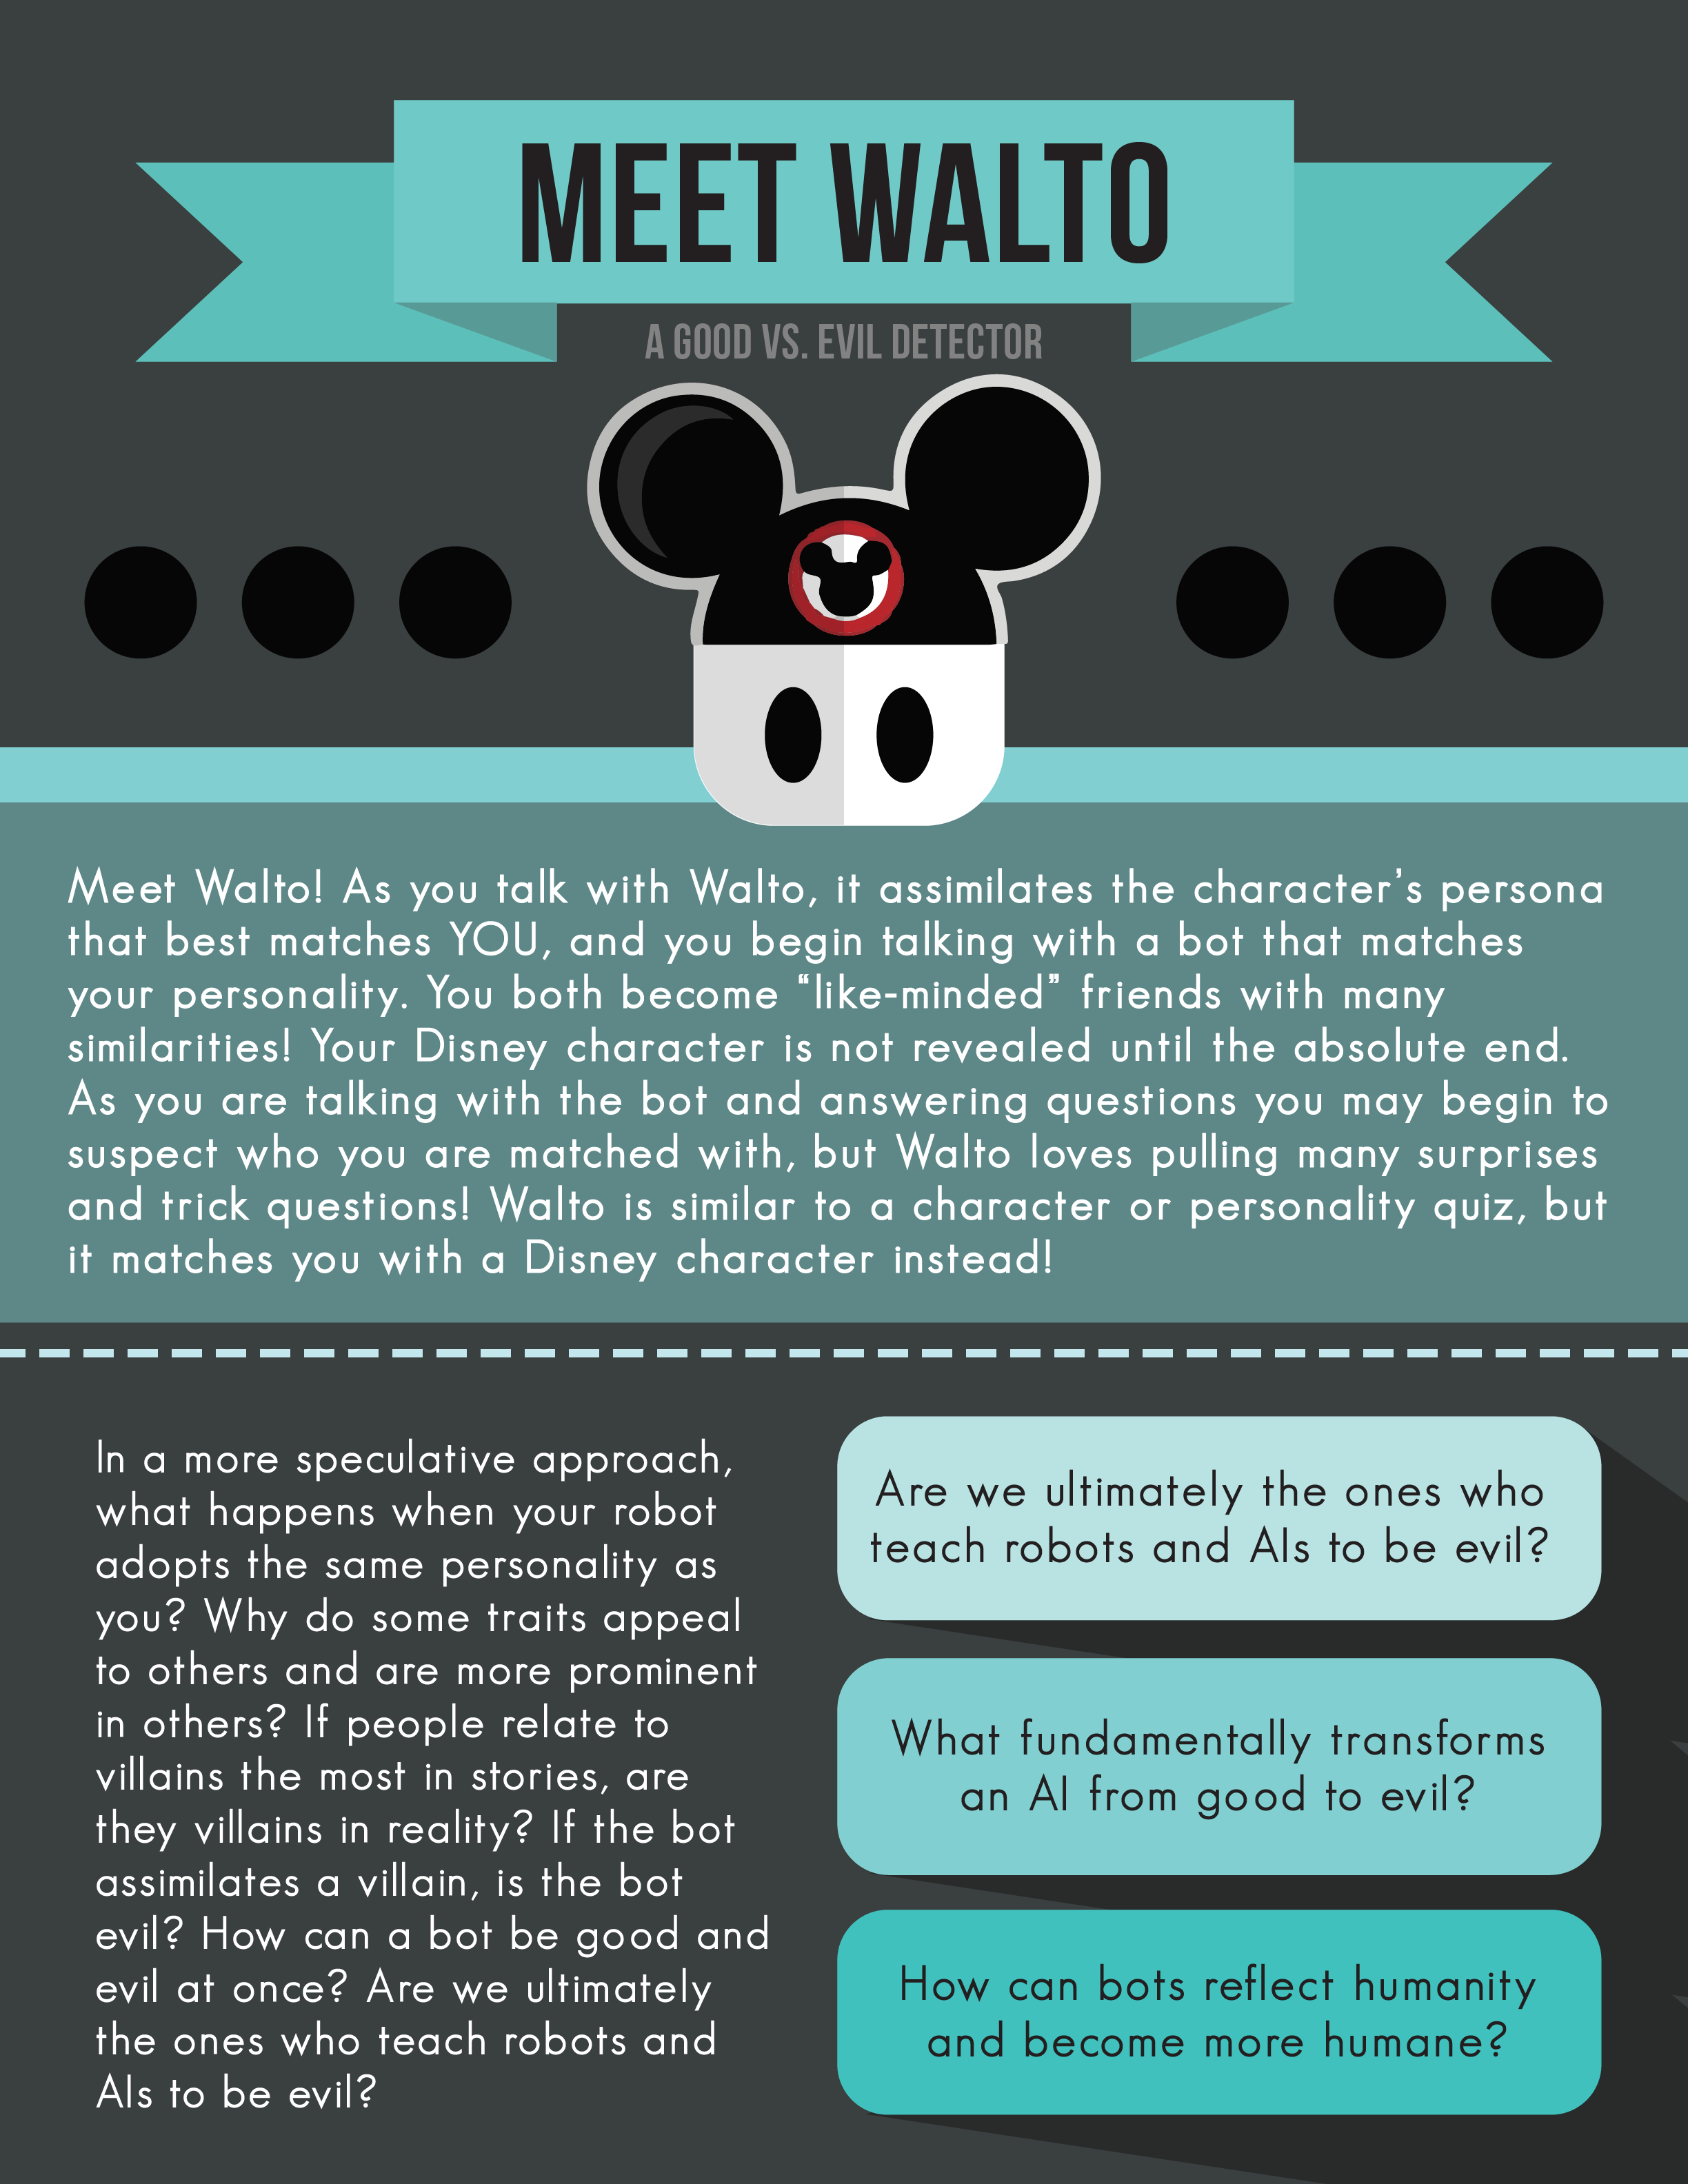 MEET WALTO
A GOOD VS. EVIL DETECTOR
Meet Walto! As you talk with Walto, it assimilates the character’s persona
that best matches YOU, and you begin talking with a bot that matches
your personality. You both become “like-minded” friends with many
similarities! Your Disney character is not revealed until the absolute end.
As you are talking with the bot and answering questions you may begin to
suspect who you are matched with, but Walto loves pulling many surprises
and trick questions! Walto is similar to a character or personality quiz, but
it matches you with a Disney character instead!
In a more speculative approach,
what happens when your robot
adopts the same personality as
you? Why do some traits appeal
to others and are more prominent
in others? If people relate to
villains the most in stories, are
they villains in reality? If the bot
assimilates a villain, is the bot
evil? How can a bot be good and
evil at once? Are we ultimately
the ones who teach robots and
AIs to be evil?
Are we ultimately the ones who
teach robots and AIs to be evil?
What fundamentally transforms
an AI from good to evil?
How can bots reflect humanity
and become more humane?